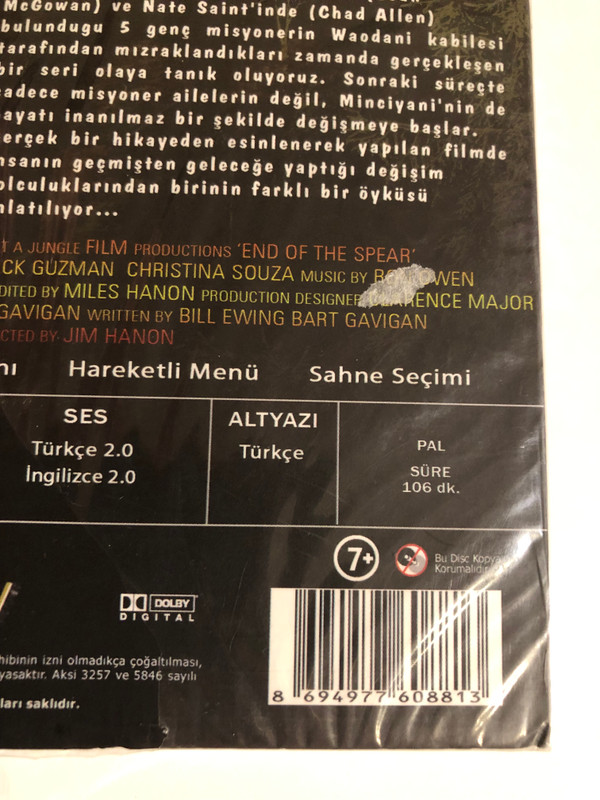 McGowan) ve Nate Saint'inde (Chad Allen)
bulundugu 5 genç misyonerin Waodani kabilesi
tarafından mızraklandıkları zamanda gerçekleşen
bir seri olaya tanık oluyoruz. Sonraki süreçte
sadece misyoner ailelerin değil, Minciyani'nin de
hayatı inanılmaz bir şekilde değişmeye başlar.
gerçek bir hikayeden esinlenerek yapılan filmde
insanın geçmişten geleceğe yaptığı değişim
yolculuklarından birinin farklı bir öyküsü
anlatılıyor...
A JUNGLE FILM PRODUCTIONS 'END OF THE SPEAR'
GUZMAN CHRISTINA SOUZA MUSIC BY
EDITED BY MILES HANON PRODUCTION DESIGNER CLARENCE MAJOR
GAVIGAN WRITTEN BY BILL EWING BART GAVIGAN
DIRECTED BY: JIM HANON
Hareketli Menü Sahne Seçimi
SES ALTYAZI
Türkçe 2.0 Türkçe PAL
İngilizce 2.0 SÜRE
106 dk.
7+ Bu Disc Kopyaya
Korumalıdır
DOLBY
DIGITAL
izni olmadıkça çoğaltılması,
yasaktır. Aksi 3257 ve 5846 sayılı
saklıdır.
8 694977 608813